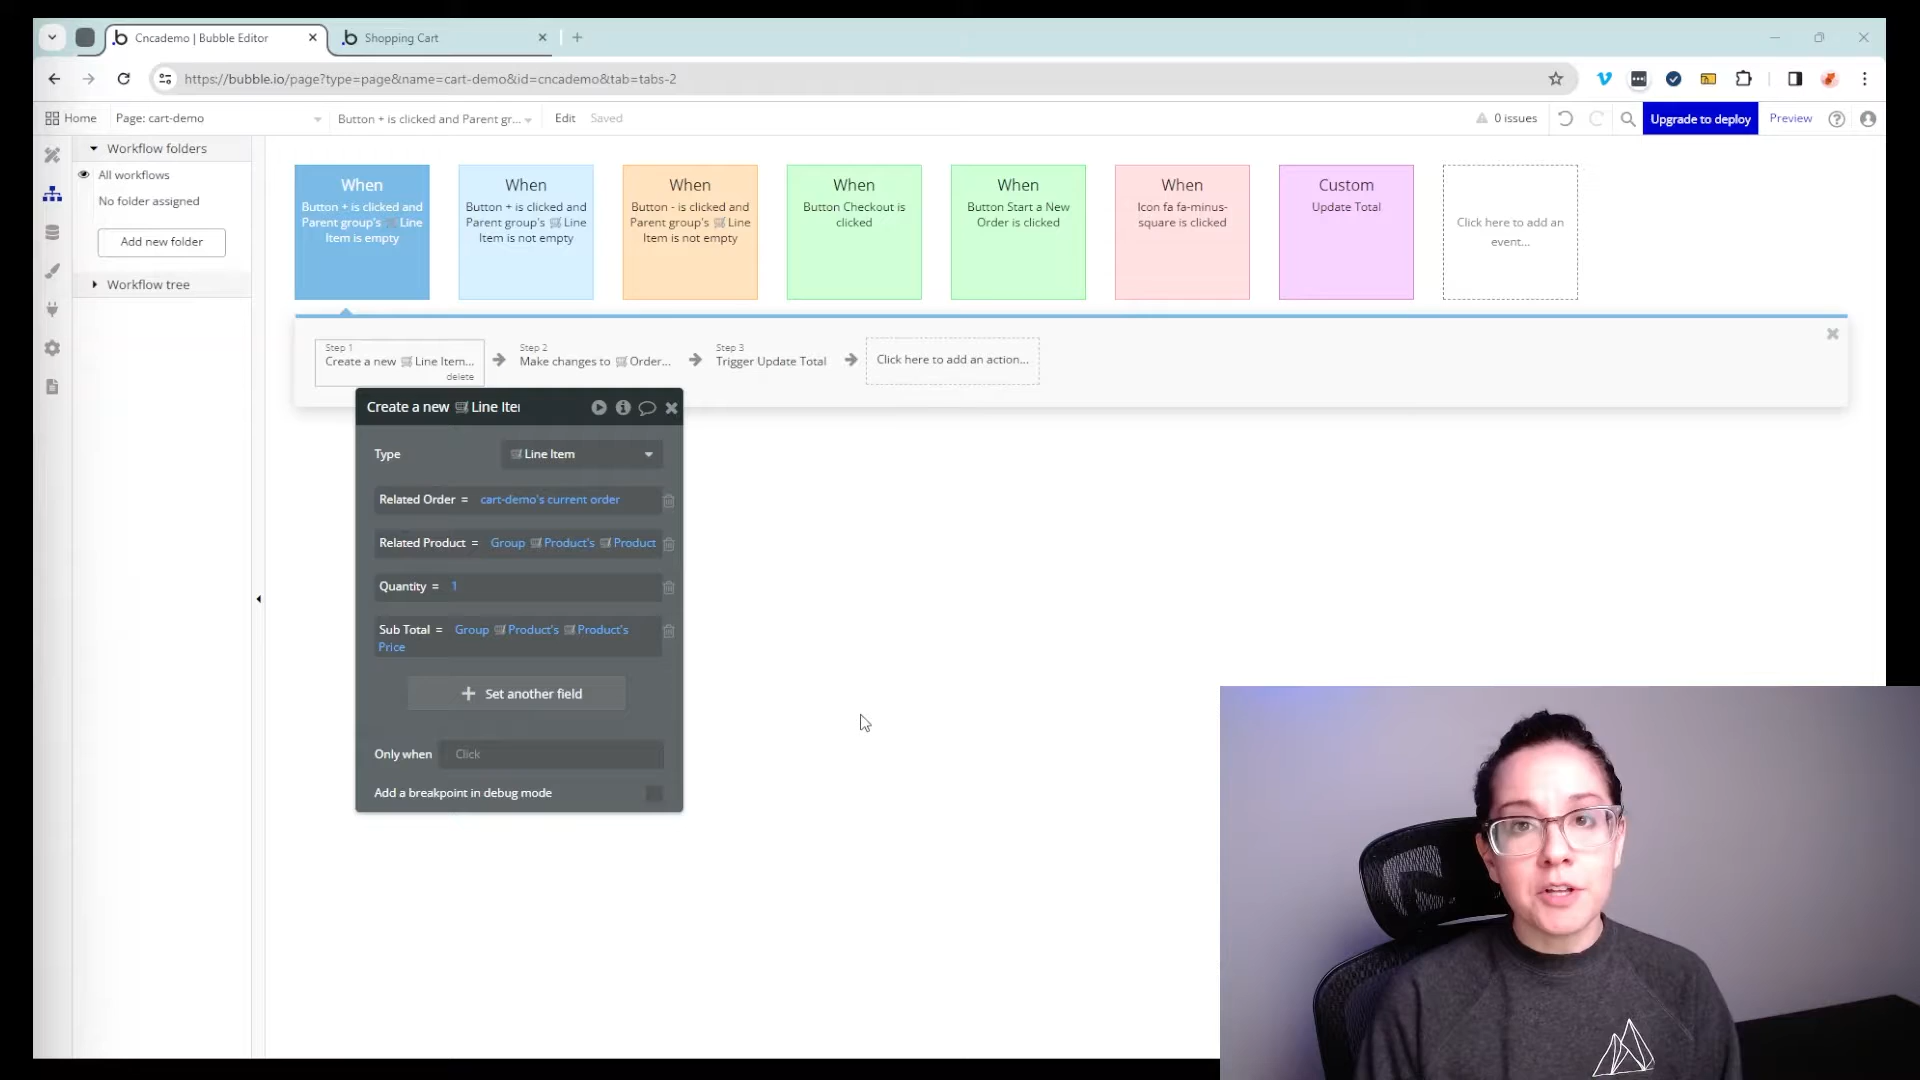 Cncademo | Bubble Editor
Shopping Cart
https://bubble.io/page?type=page&name=cart-demo&id=cncademo&tab=tabs-2
Home
Page: cart-demo
Button + is clicked and Parent gr...
Edit
Saved
0 issues
Upgrade to deploy
Preview
Workflow folders
All workflows
No folder assigned
Add new folder
Workflow tree
When
Button + is clicked and
Parent group's Line
Item is empty
When
Button + is clicked and
Parent group's Line
Item is not empty
When
Button - is clicked and
Parent group's Line
Item is not empty
When
Button Checkout is
clicked
When
Button Start a New
Order is clicked
When
Icon fa fa-minus-
square is clicked
Custom
Update Total
Click here to add an
event...
Step 1
Create a new Line Item...
delete
Step 2
Make changes to Order...
Step 3
Trigger Update Total
Click here to add an action...
Create a new Line Iter
Type
Line Item
Related Order = cart-demo's current order
Related Product = Group Product's Product
Quantity = 1
Sub Total = Group Product's Product's
Price
Set another field
Only when
Click
Add a breakpoint in debug mode